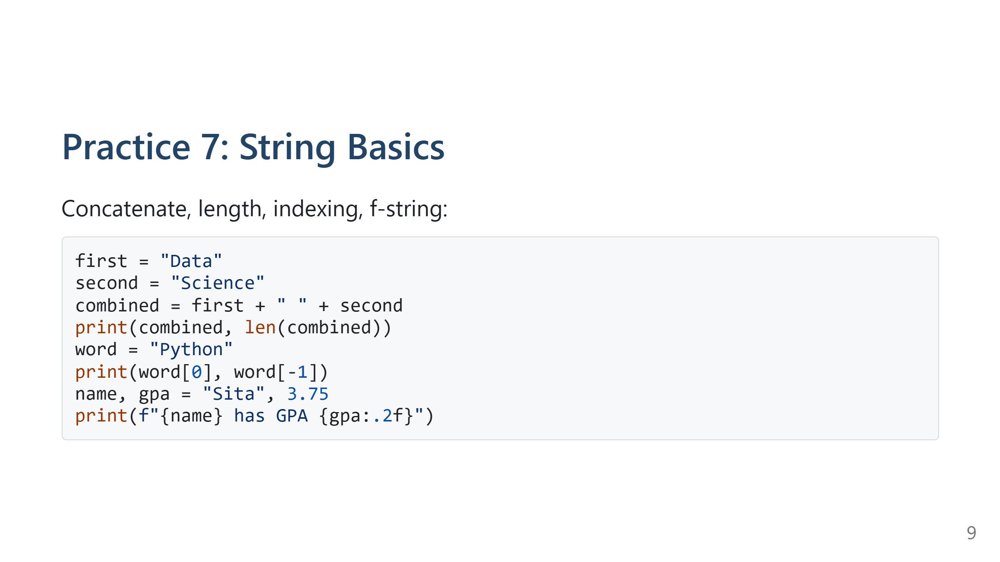 Practice 7: String Basics
Concatenate, length, indexing, f-string:
first = "Data"
second = "Science"
combined = first + " " + second
print(combined, len(combined))
word = "Python"
print(word[0], word[-1])
name, gpa = "Sita", 3.75
print(f"{name} has GPA {gpa:.2f}")
9